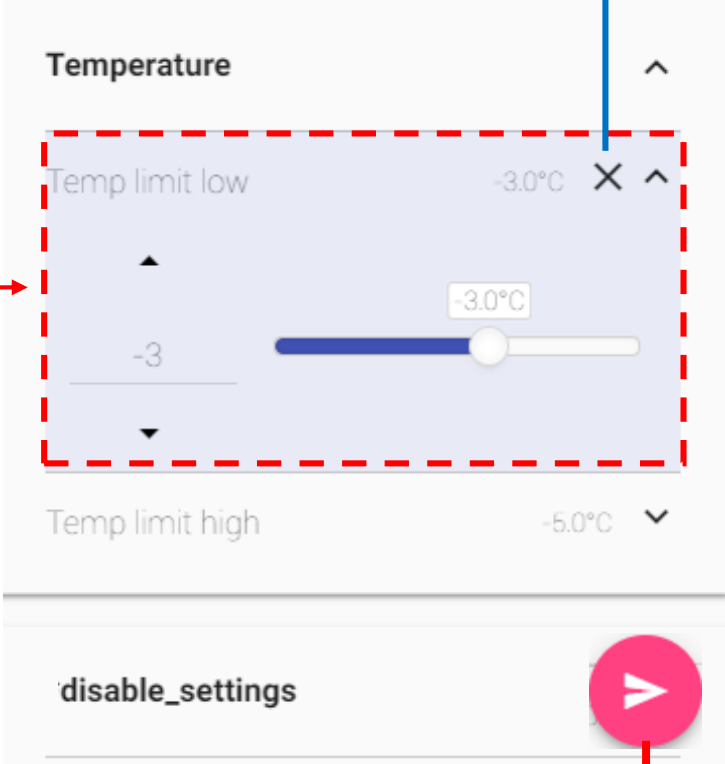 Temperature
Temp limit low -3.0°C
-3.0°C
-3
Temp limit high -5.0°C
disable_settings